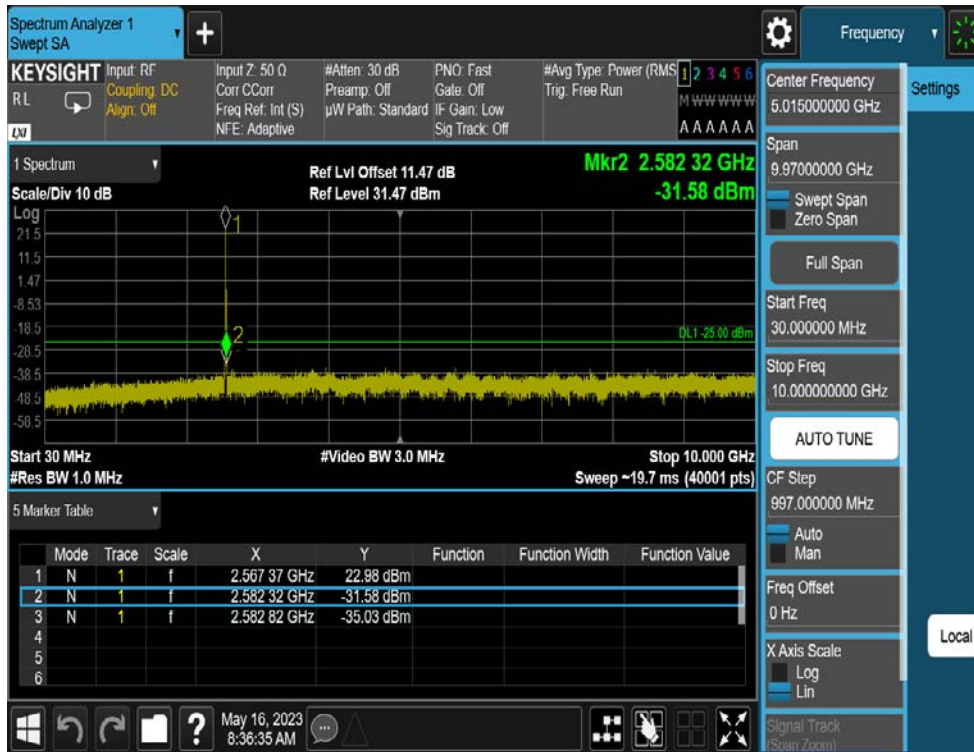 Spectrum Analyzer 1
Swept SA
+
Frequency
KEYSIGHT
RL
LXI
Input: RF
Coupling: DC
Align: Off
Input Z: 50 Ω
Corr CCorr
Freq Ref: Int (S)
NFE: Adaptive
#Atten: 30 dB
Preamp: Off
µW Path: Standard
PNO: Fast
Gate: Off
IF Gain: Low
Sig Track: Off
#Avg Type: Power (RMS
Trig: Free Run
1 2 3 4 5 6
M W W W W W
A A A A A A
1 Spectrum
Scale/Div 10 dB
Ref Lvl Offset 11.47 dB
Ref Level 31.47 dBm
Mkr2 2.582 32 GHz
-31.58 dBm
Log
21.5
11.5
1.47
-8.53
-18.5
-28.5
-38.5
-48.5
-58.5
1
2
DL1 -25.00 dBm
Start 30 MHz
#Video BW 3.0 MHz
Stop 10.000 GHz
#Res BW 1.0 MHz
Sweep ~19.7 ms (40001 pts)
5 Marker Table
Mode Trace Scale X Y Function Function Width Function Value
1 N 1 f 2.567 37 GHz 22.98 dBm
2 N 1 f 2.582 32 GHz -31.58 dBm
3 N 1 f 2.582 82 GHz -35.03 dBm
4
5
6
Center Frequency
5.015000000 GHz
Span
9.97000000 GHz
Swept Span
Zero Span
Full Span
Start Freq
30.000000 MHz
Stop Freq
10.000000000 GHz
AUTO TUNE
CF Step
997.000000 MHz
Auto
Man
Freq Offset
0 Hz
X Axis Scale
Log
Lin
Signal Track
(Span Zoom)
Settings
Local
?
May 16, 2023
8:36:35 AM